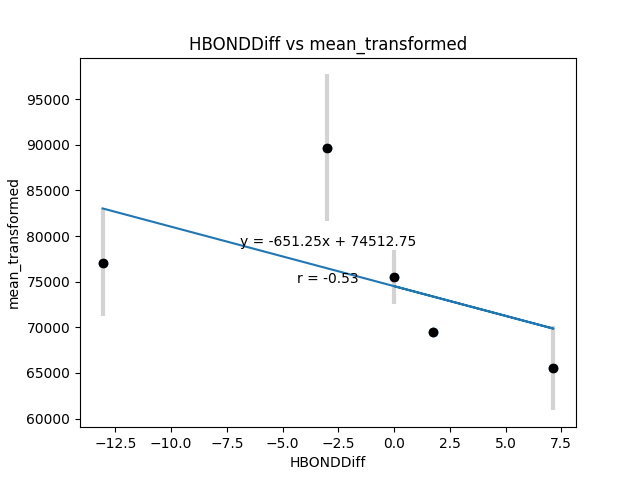 HBONDDiff vs mean_transformed
mean_transformed
95000
90000
85000
80000
75000
70000
65000
60000
y = -651.25x + 74512.75
r = -0.53
−12.5 −10.0 −7.5 −5.0 −2.5 0.0 2.5 5.0 7.5
HBONDDiff